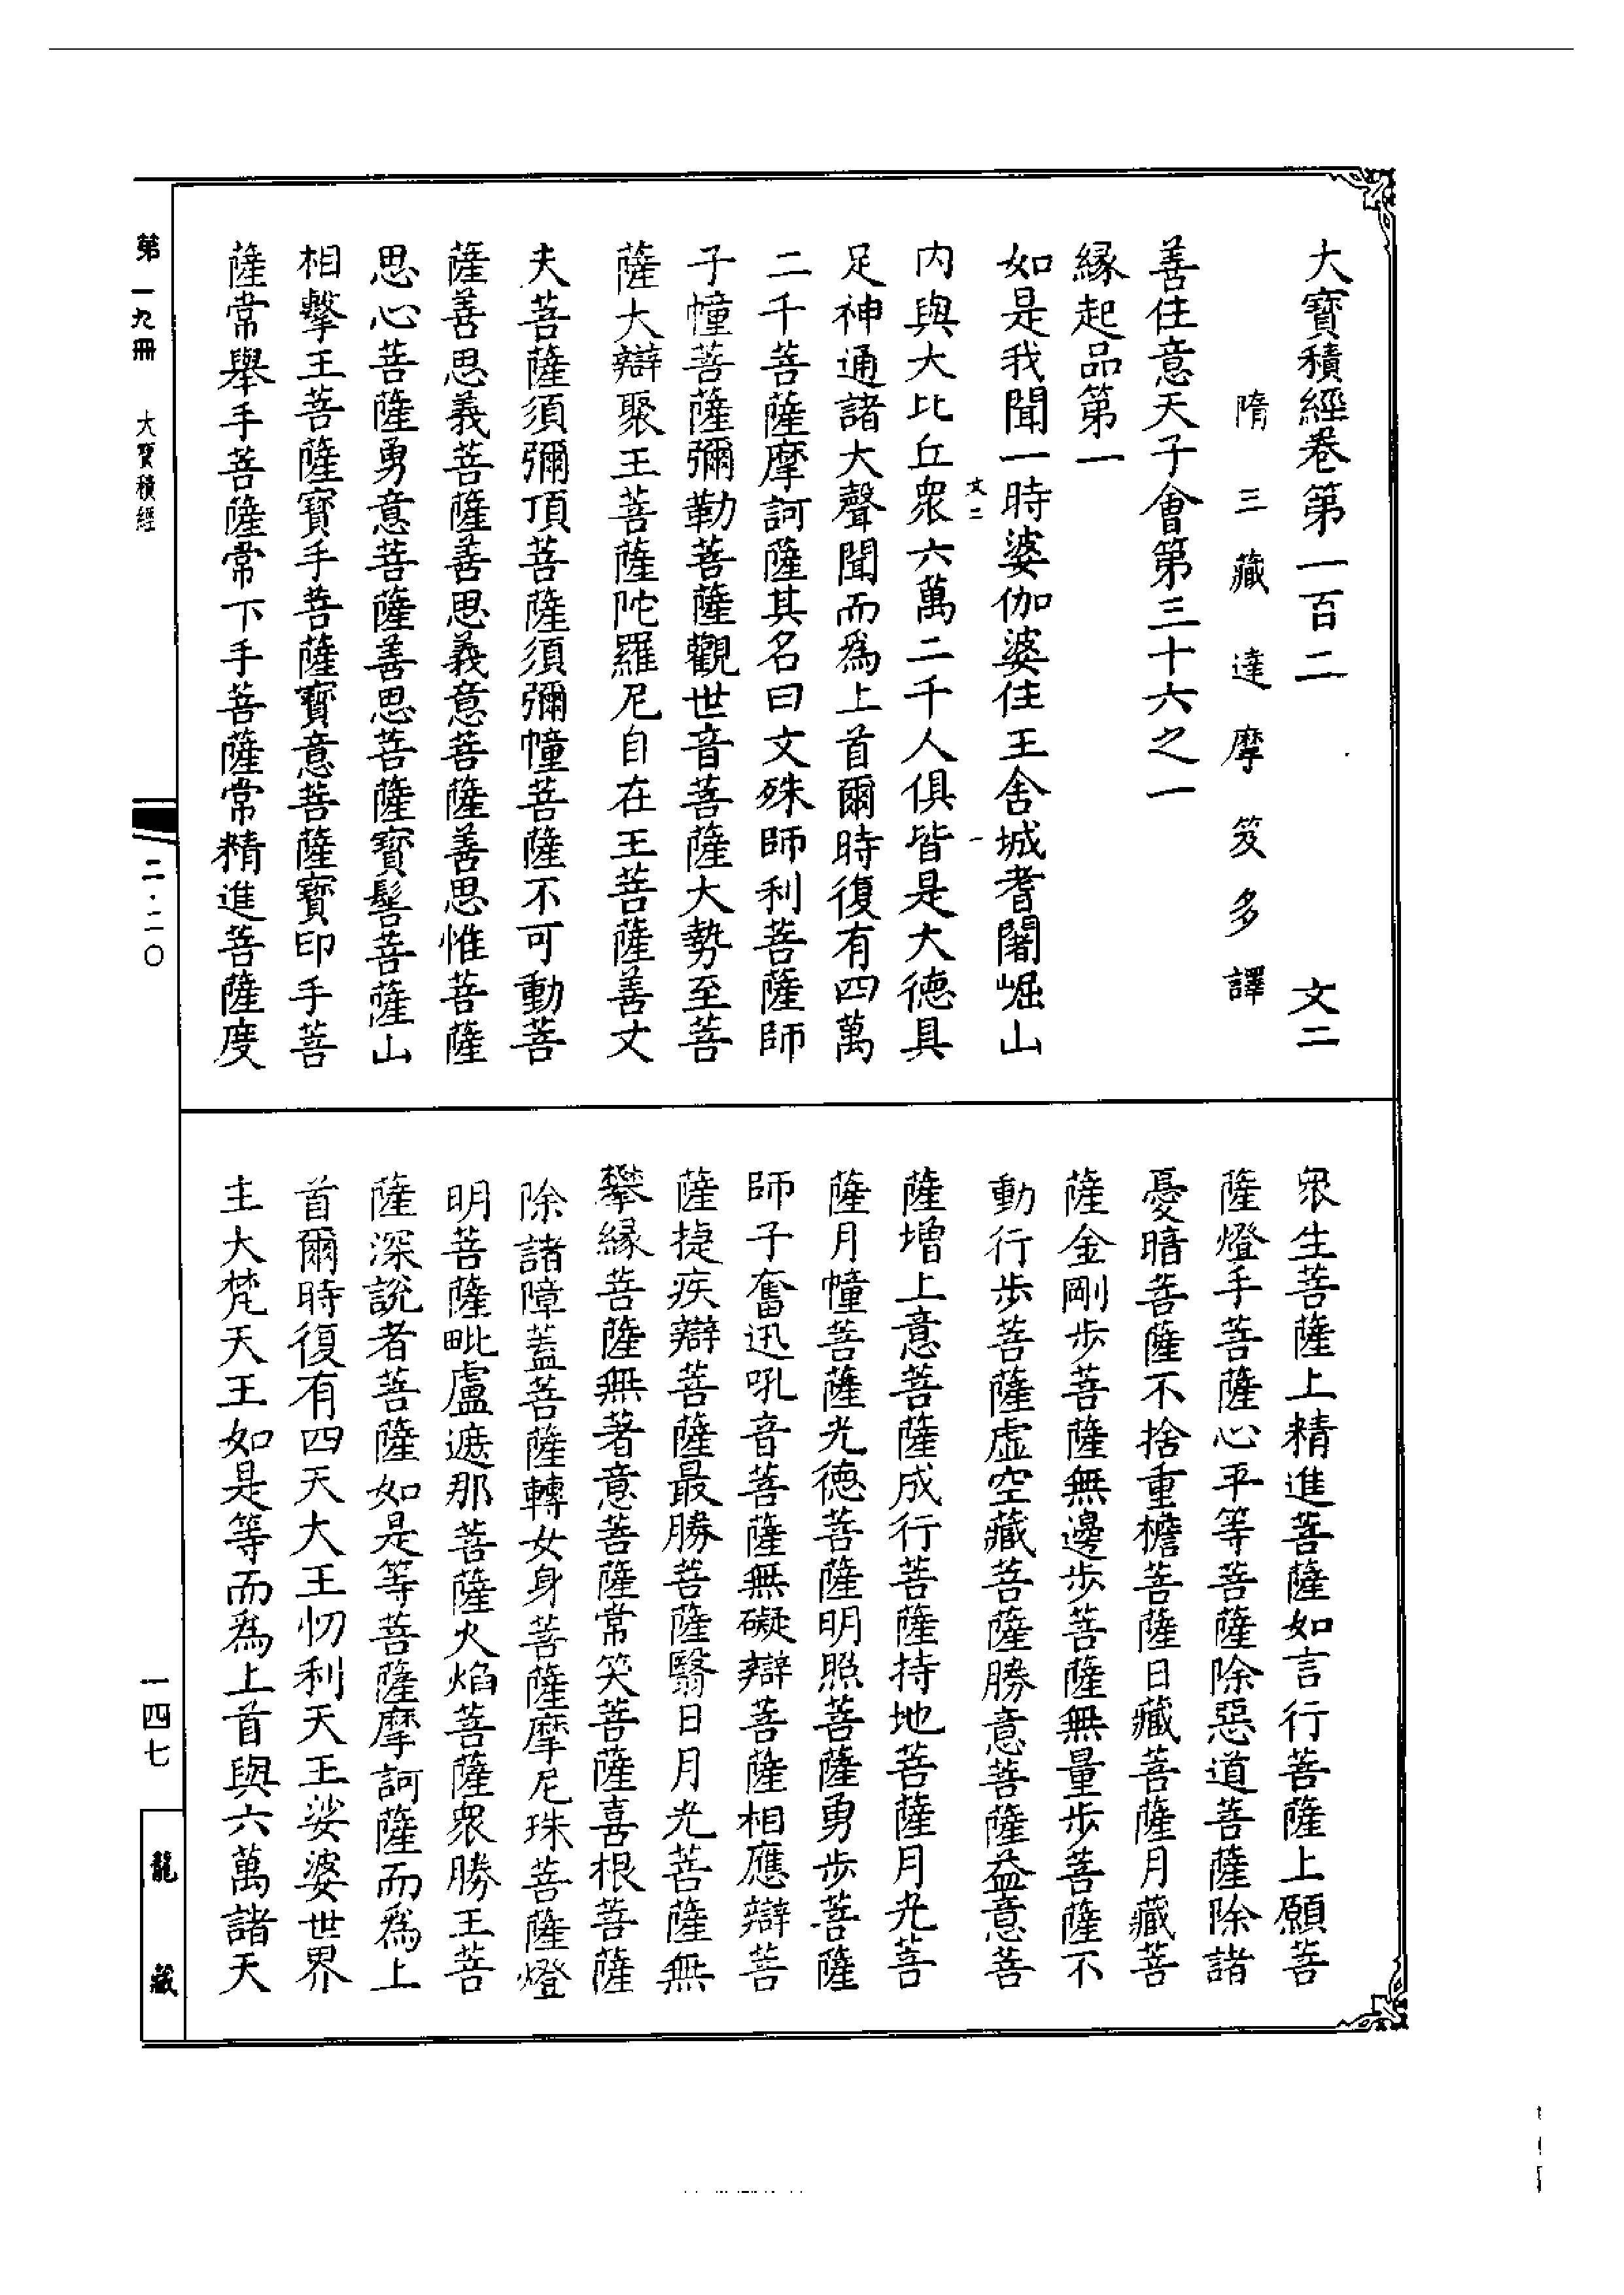 大寶積經卷第一百二　文二
隋三藏達摩笈多譯
善住意天子會第三十六之一
緣起品第一
如是我聞一時婆伽婆住王舍城耆闍崛山
文二　一
內與大比丘衆六萬二千人俱皆是大德具
足神通諸大聲聞而爲上首爾時復有四萬
二千菩薩摩訶薩其名曰文殊師利菩薩師
子幢菩薩彌勒菩薩觀世音菩薩大勢至菩
薩大辯聚王菩薩陀羅尼自在王菩薩善丈
夫菩薩須彌頂菩薩須彌幢菩薩不可動菩
薩善思義菩薩善思義意菩薩善思惟菩薩
思心菩薩勇意菩薩善思菩薩寶髻菩薩山
相擊王菩薩寶手菩薩寶意菩薩寶印手菩
薩常舉手菩薩常下手菩薩常精進菩薩度
衆生菩薩上精進菩薩如言行菩薩上願菩
薩燈手菩薩心平等菩薩除惡道菩薩除諸
憂暗菩薩不捨重檐菩薩日藏菩薩月藏菩
薩金剛步菩薩無邊步菩薩無量步菩薩不
動行步菩薩虛空藏菩薩勝意菩薩益意菩
薩增上意菩薩成行菩薩持地菩薩月光菩
薩月幢菩薩光德菩薩明照菩薩勇步菩薩
師子奮迅吼音菩薩無礙辯菩薩相應辯菩
薩捷疾辯菩薩最勝菩薩翳日月光菩薩無
攀緣菩薩無著意菩薩常笑菩薩喜根菩薩
除諸障蓋菩薩轉女身菩薩摩尼珠菩薩燈
明菩薩毗盧遮那菩薩火焰菩薩衆勝王菩
薩深說者菩薩如是等菩薩摩訶薩而爲上
首爾時復有四天大王忉利天王娑婆世界
主大梵天王如是等而爲上首與六萬諸天
第一九冊　大寶積經
二·二〇
一四七
龍藏